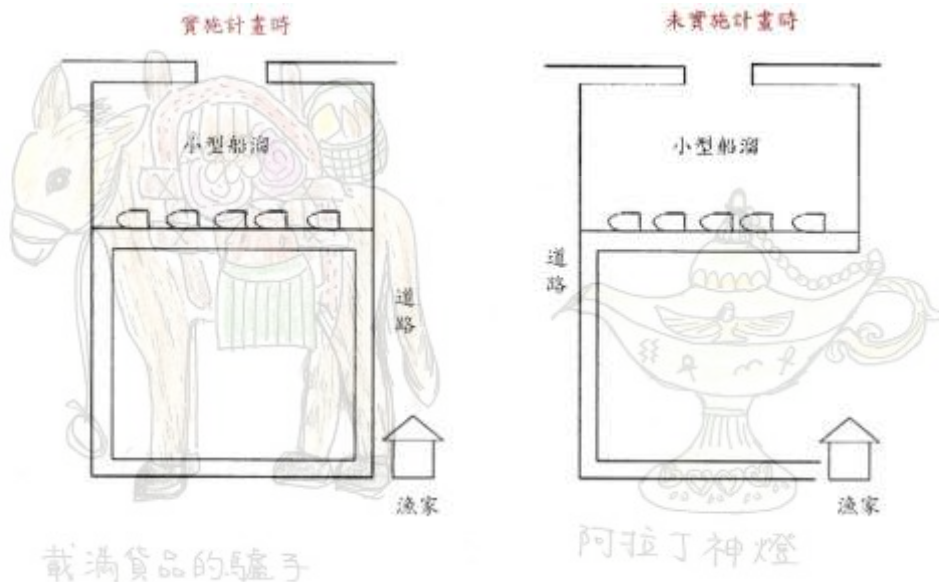 實施計畫時
小型船溜
道路
漁家
載滿貨品的驢子
未實施計畫時
小型船溜
道路
漁家
阿拉丁神燈